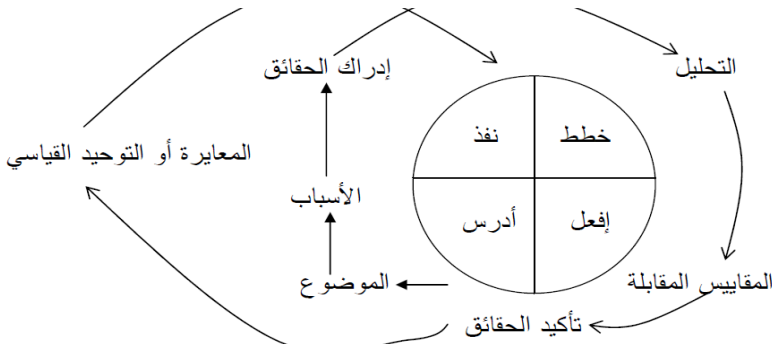 إدراك الحقائق
التحليل
خطط
نفذ
المعايرة أو التوحيد القياسي
الأسباب
إفعل
أدرس
الموضوع
المقاييس المقابلة
تأكيد الحقائق